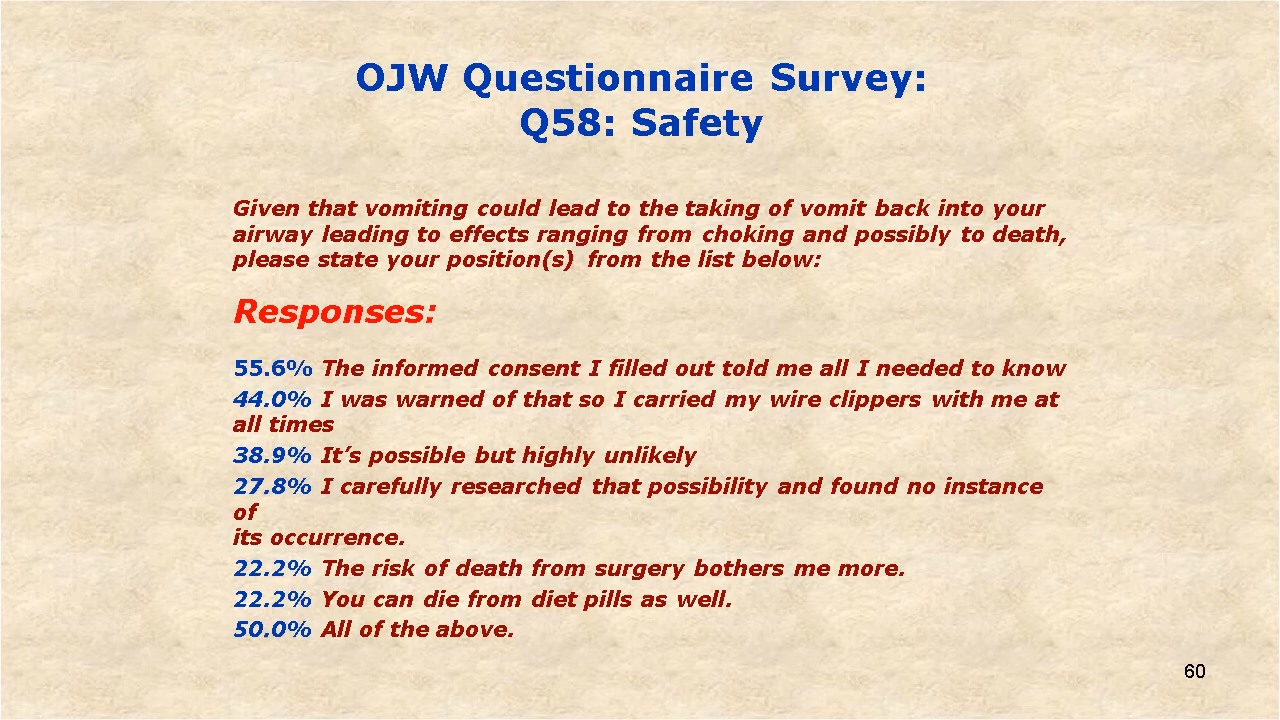 OJW Questionnaire Survey:
Q58: Safety
Given that vomiting could lead to the taking of vomit back into your
airway leading to effects ranging from choking and possibly to death,
please state your position(s) from the list below:
Responses:
55.6% The informed consent I filled out told me all I needed to know
44.0% I was warned of that so I carried my wire clippers with me at
all times
38.9% It’s possible but highly unlikely
27.8% I carefully researched that possibility and found no instance
of
its occurrence.
22.2% The risk of death from surgery bothers me more.
22.2% You can die from diet pills as well.
50.0% All of the above.
60